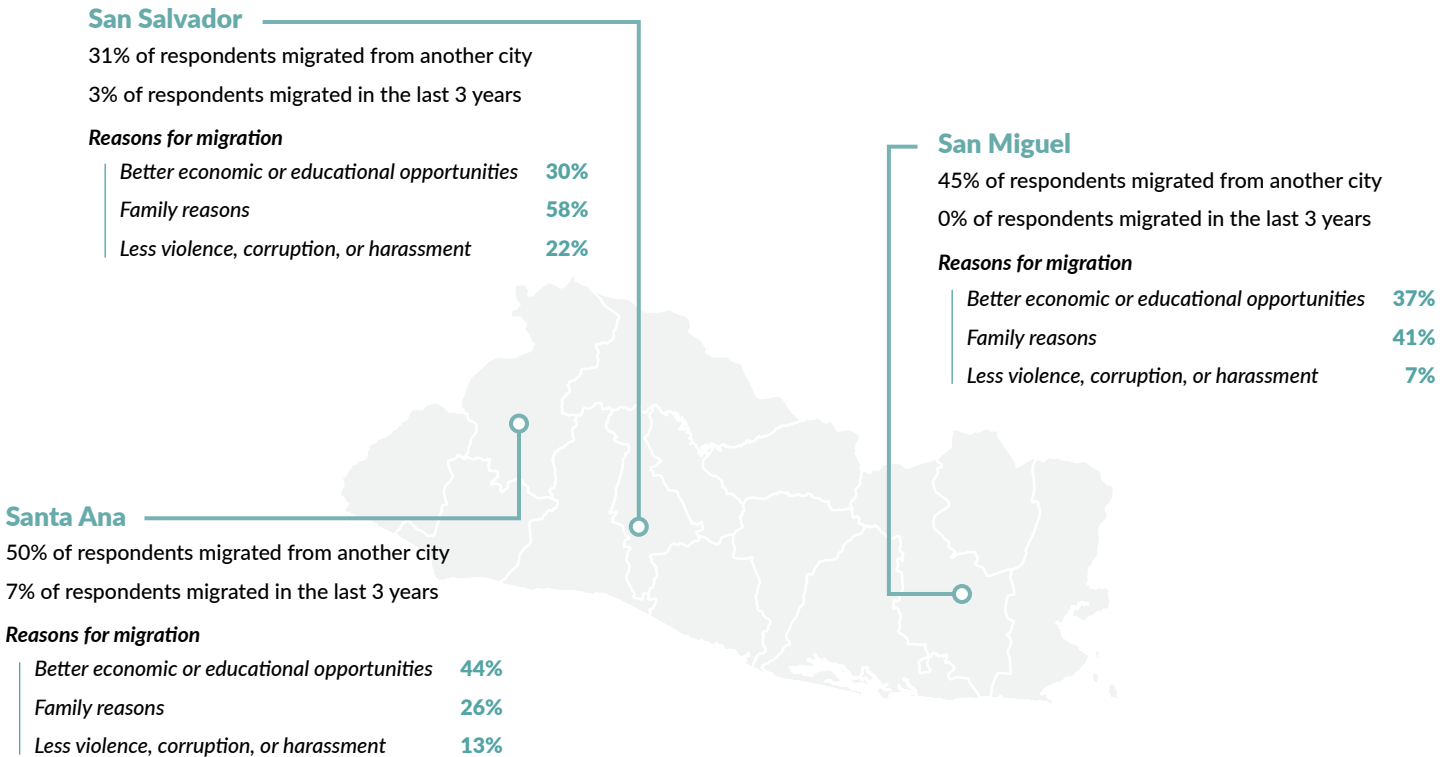 San Salvador
31% of respondents migrated from another city
3% of respondents migrated in the last 3 years
Reasons for migration
Better economic or educational opportunities 30%
Family reasons 58%
Less violence, corruption, or harassment 22%
San Miguel
45% of respondents migrated from another city
0% of respondents migrated in the last 3 years
Reasons for migration
Better economic or educational opportunities 37%
Family reasons 41%
Less violence, corruption, or harassment 7%
Santa Ana
50% of respondents migrated from another city
7% of respondents migrated in the last 3 years
Reasons for migration
Better economic or educational opportunities 44%
Family reasons 26%
Less violence, corruption, or harassment 13%